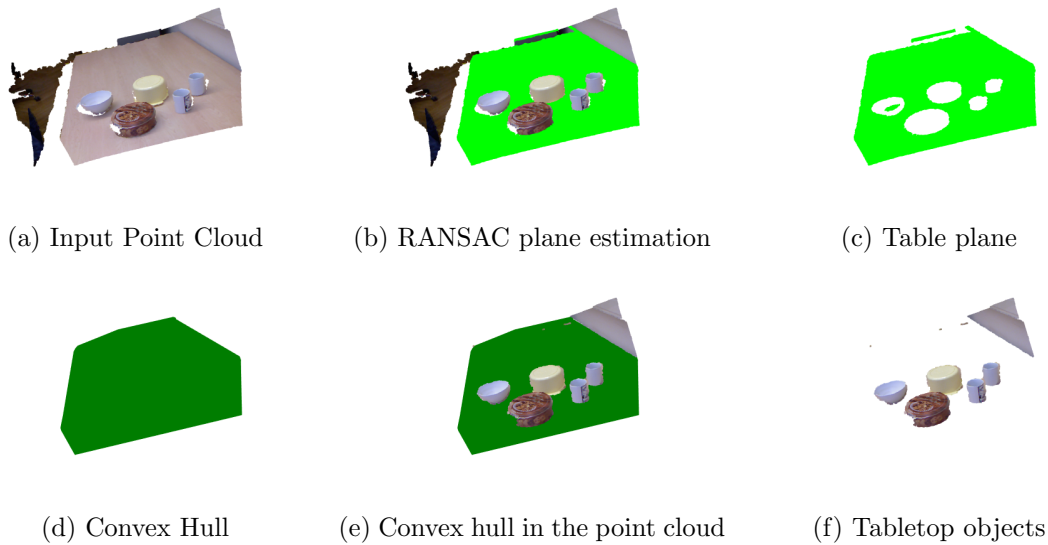 (a) Input Point Cloud
(b) RANSAC plane estimation
(c) Table plane
(d) Convex Hull
(e) Convex hull in the point cloud
(f) Tabletop objects